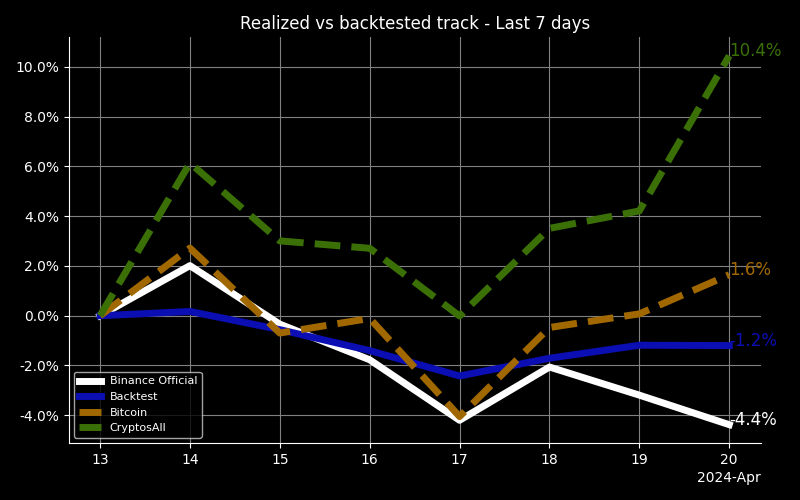 Realized vs backtested track - Last 7 days
10.4%
10.0%
8.0%
6.0%
4.0%
2.0%
1.6%
0.0%
-1.2%
-2.0%
-4.0%
-4.4%
Binance Official
Backtest
Bitcoin
CryptosAll
13 14 15 16 17 18 19 20
2024-Apr